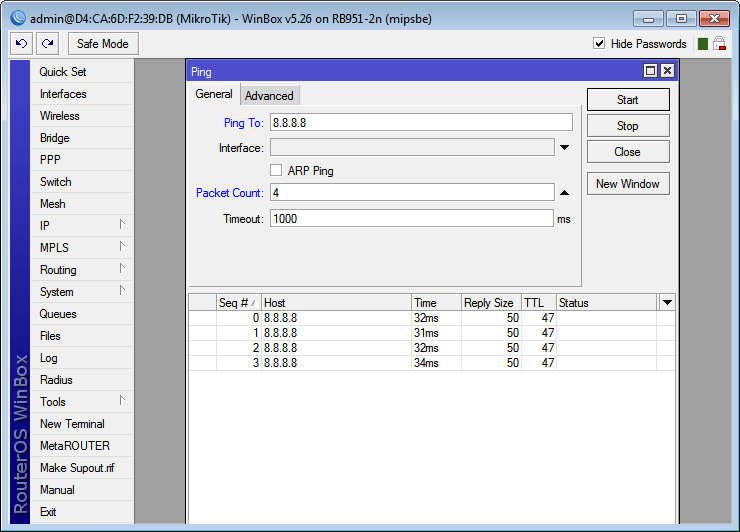 admin@D4:CA:6D:F2:39:DB (MikroTik) - WinBox v5.26 on RB951-2n (mipsbe)
Safe Mode
Hide Passwords
RouterOS WinBox
Quick Set
Interfaces
Wireless
Bridge
PPP
Switch
Mesh
IP
MPLS
Routing
System
Queues
Files
Log
Radius
Tools
New Terminal
MetaROUTER
Make Supout.rif
Manual
Exit
Ping
General Advanced
Ping To: 8.8.8.8
Interface:
ARP Ping
Packet Count: 4
Timeout: 1000 ms
Start
Stop
Close
New Window
Seq # Host Time Reply Size TTL Status
0 8.8.8.8 32ms 50 47
1 8.8.8.8 31ms 50 47
2 8.8.8.8 32ms 50 47
3 8.8.8.8 34ms 50 47